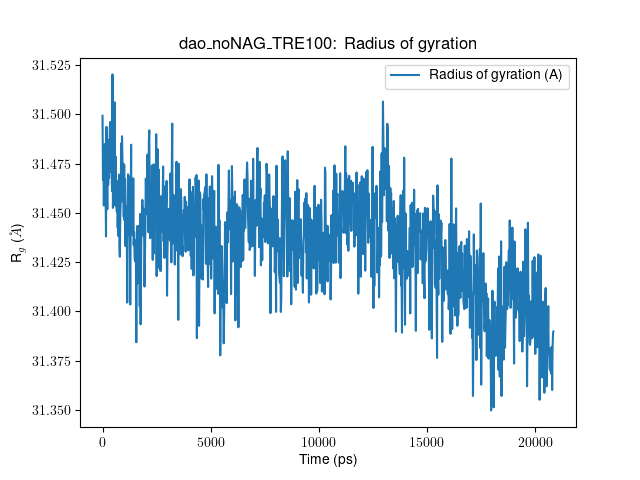 dao_noNAG_TRE100: Radius of gyration
Radius of gyration (A)
31.525
31.500
31.475
31.450
31.425
31.400
31.375
31.350
R_g (Å)
0 5000 10000 15000 20000
Time (ps)